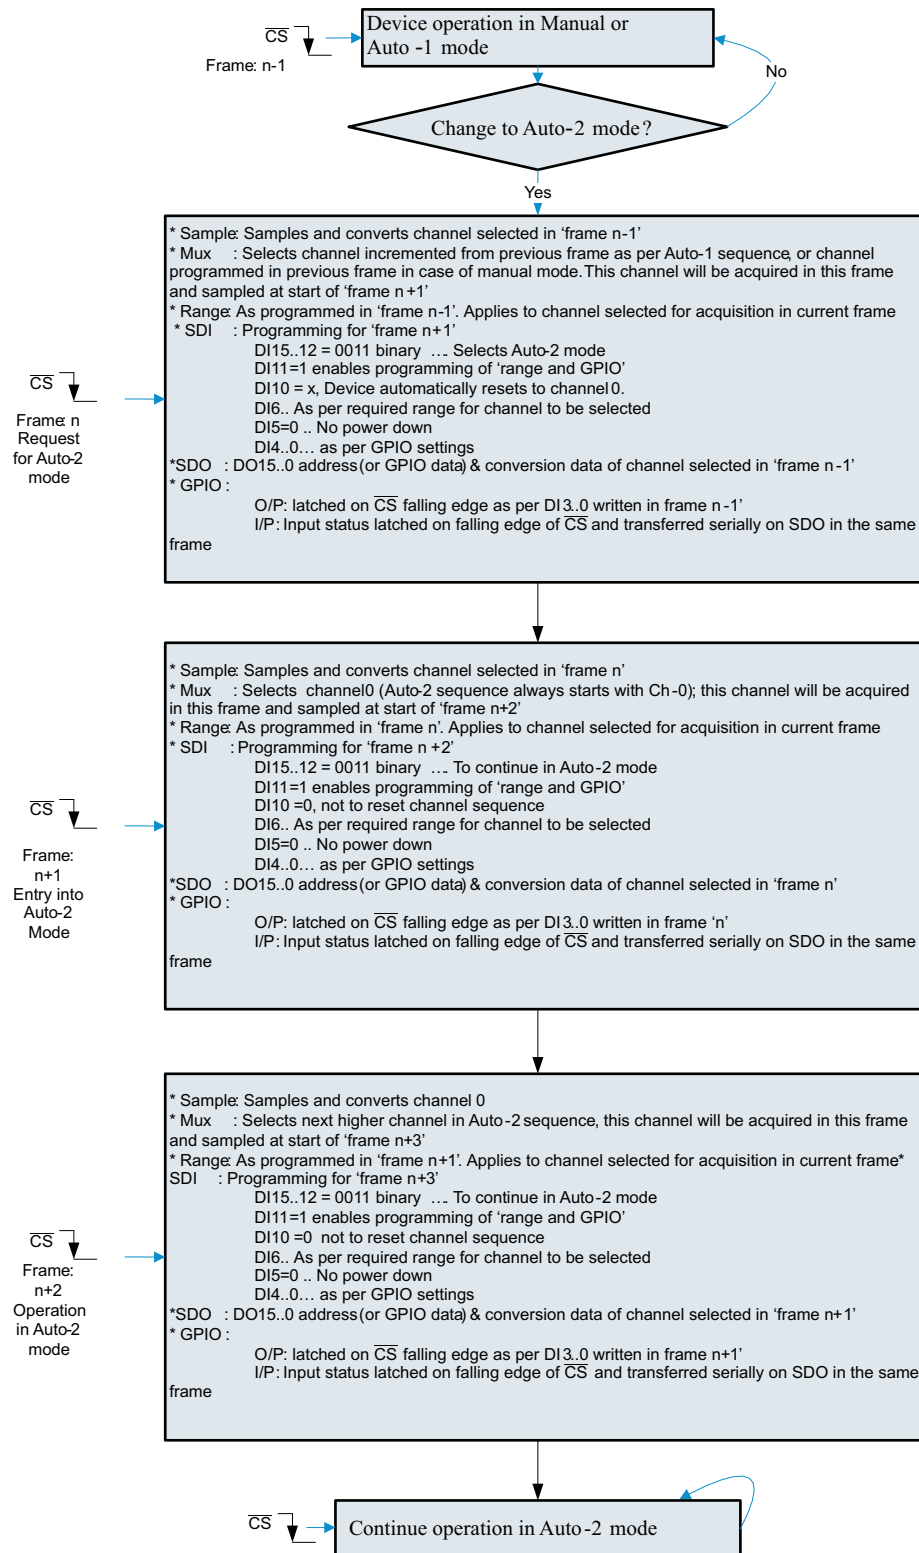 Device operation in Manual or
Auto -1 mode
CS
Frame: n-1
No
Change to Auto-2 mode?
Yes
* Sample: Samples and converts channel selected in ‘frame n-1’
* Mux : Selects channel incremented from previous frame as per Auto-1 sequence, or channel
programmed in previous frame in case of manual mode. This channel will be acquired in this frame
and sampled at start of ‘frame n+1’
* Range: As programmed in ‘frame n-1’. Applies to channel selected for acquisition in current frame
* SDI : Programming for ‘frame n+1’
DI15..12 = 0011 binary …. Selects Auto-2 mode
DI11=1 enables programming of ‘range and GPIO’
DI10 = x, Device automatically resets to channel 0.
DI6.. As per required range for channel to be selected
DI5=0 .. No power down
DI4..0… as per GPIO settings
*SDO : DO15..0 address (or GPIO data) & conversion data of channel selected in ‘frame n-1’
* GPIO :
O/P: latched on CS falling edge as per DI3..0 written in frame n-1’
I/P: Input status latched on falling edge of CS and transferred serially on SDO in the same
frame
CS
Frame: n
Request
for Auto-2
mode
* Sample: Samples and converts channel selected in ‘frame n’
* Mux : Selects channel0 (Auto-2 sequence always starts with Ch-0); this channel will be acquired
in this frame and sampled at start of ‘frame n+2’
* Range: As programmed in ‘frame n’. Applies to channel selected for acquisition in current frame
* SDI : Programming for ‘frame n+2’
DI15..12 = 0011 binary …. To continue in Auto-2 mode
DI11=1 enables programming of ‘range and GPIO’
DI10 =0, not to reset channel sequence
DI6.. As per required range for channel to be selected
DI5=0 .. No power down
DI4..0… as per GPIO settings
*SDO : DO15..0 address (or GPIO data) & conversion data of channel selected in ‘frame n’
* GPIO :
O/P: latched on CS falling edge as per DI3..0 written in frame ‘n’
I/P: Input status latched on falling edge of CS and transferred serially on SDO in the same
frame
CS
Frame:
n+1
Entry into
Auto-2
Mode
* Sample: Samples and converts channel 0
* Mux : Selects next higher channel in Auto-2 sequence, this channel will be acquired in this frame
and sampled at start of ‘frame n+3’
* Range: As programmed in ‘frame n+1’. Applies to channel selected for acquisition in current frame*
SDI : Programming for ‘frame n+3’
DI15..12 = 0011 binary …. To continue in Auto-2 mode
DI11=1 enables programming of ‘range and GPIO’
DI10 =0 not to reset channel sequence
DI6.. As per required range for channel to be selected
DI5=0 .. No power down
DI4..0… as per GPIO settings
*SDO : DO15..0 address (or GPIO data) & conversion data of channel selected in ‘frame n+1’
* GPIO :
O/P: latched on CS falling edge as per DI3..0 written in frame n+1’
I/P: Input status latched on falling edge of CS and transferred serially on SDO in the same
frame
CS
Frame:
n+2
Operation
in Auto-2
mode
CS
Continue operation in Auto-2 mode